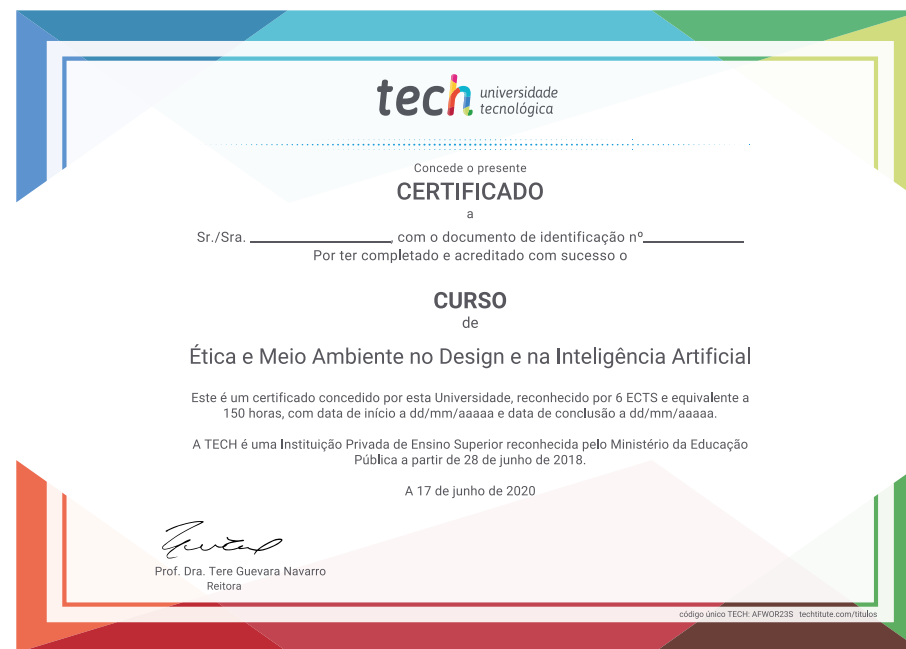 tech universidade
tecnológica
Concede o presente
CERTIFICADO
a
Sr./Sra. , com o documento de identificação nº
Por ter completado e acreditado com sucesso o
CURSO
de
Ética e Meio Ambiente no Design e na Inteligência Artificial
Este é um certificado concedido por esta Universidade, reconhecido por 6 ECTS e equivalente a
150 horas, com data de início a dd/mm/aaaaa e data de conclusão a dd/mm/aaaaa.
A TECH é uma Instituição Privada de Ensino Superior reconhecida pelo Ministério da Educação
Pública a partir de 28 de junho de 2018.
A 17 de junho de 2020
Prof. Dra. Tere Guevara Navarro
Reitora
código único TECH: AFWOR23S techtitute.com/titulos